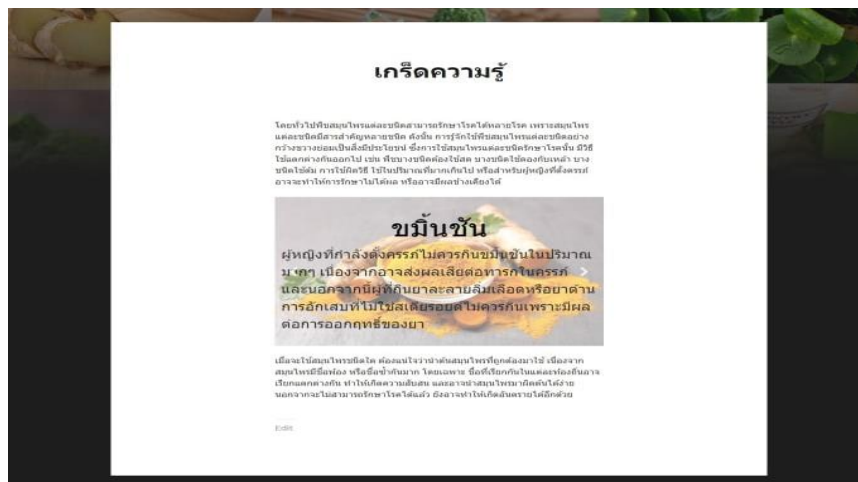 เกร็ดความรู้
โดยทั่วไปพืชสมุนไพรแต่ละชนิดสามารถรักษาโรคได้หลายโรค เพราะสมุนไพร
แต่ละชนิดมีสารสำคัญหลายชนิด ดังนั้น การรู้จักใช้พืชสมุนไพรแต่ละชนิดอย่าง
กว้างขวางย่อมเป็นสิ่งมีประโยชน์ ซึ่งการใช้สมุนไพรแต่ละชนิดรักษาโรคนั้น มีวิธี
ใช้แตกต่างกันออกไป เช่น พืชบางชนิดต้องใช้สด บางชนิดใช้ดองกับเหล้า บาง
ชนิดใช้ต้ม การใช้ผิดวิธี ใช้ในปริมาณที่มากเกินไป หรือสำหรับผู้หญิงที่ตั้งครรภ์
อาจจะทำให้การรักษาไม่ได้ผล หรืออาจมีผลข้างเคียงได้
ขมิ้นชัน
ผู้หญิงที่กำลังตั้งครรภ์ไม่ควรกินขมิ้นชันในปริมาณ
มากๆ เนื่องจากอาจส่งผลเสียต่อทารกในครรภ์
และนอกจากนี้ผู้ที่กินยาละลายลิ่มเลือดหรือยาต้าน
การอักเสบที่ไม่ใช่สเตียรอยด์ไม่ควรกินเพราะมีผล
ต่อการออกฤทธิ์ของยา
เมื่อจะใช้สมุนไพรชนิดใด ต้องแน่ใจว่านำต้นสมุนไพรที่ถูกต้องมาใช้ เนื่องจาก
สมุนไพรมีชื่อพ้อง หรือชื่อซ้ำกันมาก โดยเฉพาะ ชื่อที่เรียกกันในแต่ละท้องถิ่นอาจ
เรียกแตกต่างกัน ทำให้เกิดความสับสน และอาจนำสมุนไพรมาผิดต้นได้ง่าย
นอกจากจะไม่สามารถรักษาโรคได้แล้ว ยังอาจทำให้เกิดอันตรายได้อีกด้วย
Edit